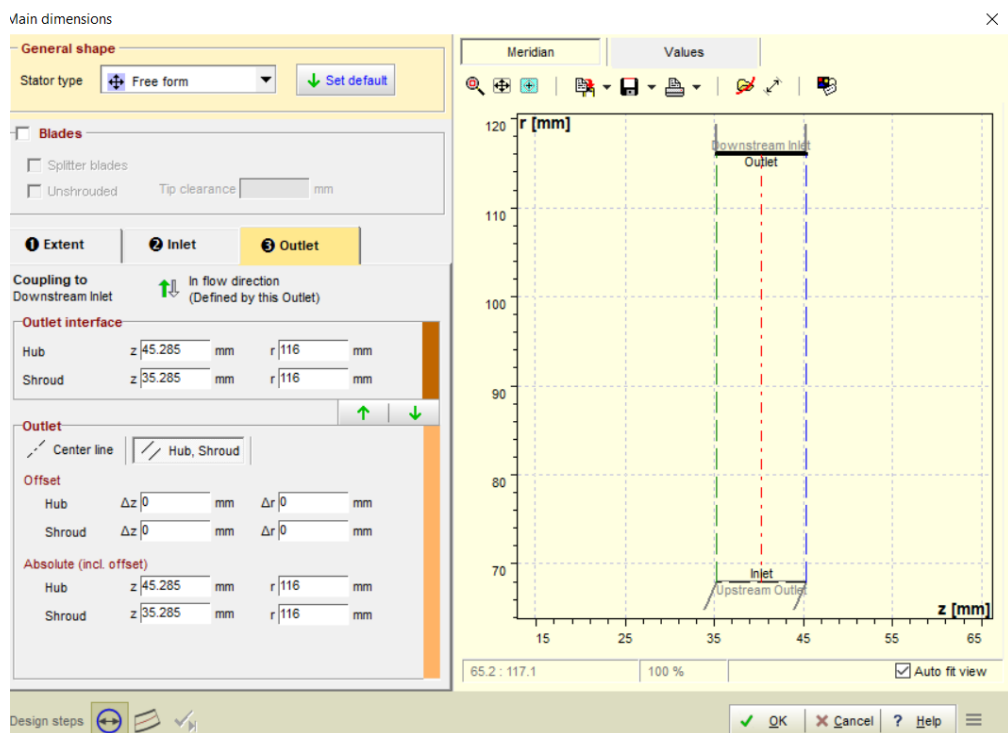 Main dimensions
General shape
Stator type Free form Set default
Blades
Splitter blades
Unshrouded Tip clearance mm
1 Extent 2 Inlet 3 Outlet
Coupling to
Downstream Inlet
In flow direction
(Defined by this Outlet)
Outlet interface
Hub z 45.285 mm r 116 mm
Shroud z 35.285 mm r 116 mm
Outlet
Center line Hub, Shroud
Offset
Hub Δz 0 mm Δr 0 mm
Shroud Δz 0 mm Δr 0 mm
Absolute (incl. offset)
Hub z 45.285 mm r 116 mm
Shroud z 35.285 mm r 116 mm
Design steps
Meridian Values
r [mm]
120
110
100
90
80
70
Downstream Inlet
Outlet
Inlet
Upstream Outlet
z [mm]
15 25 35 45 55 65
65.2 : 117.1 100 % Auto fit view
OK Cancel ? Help